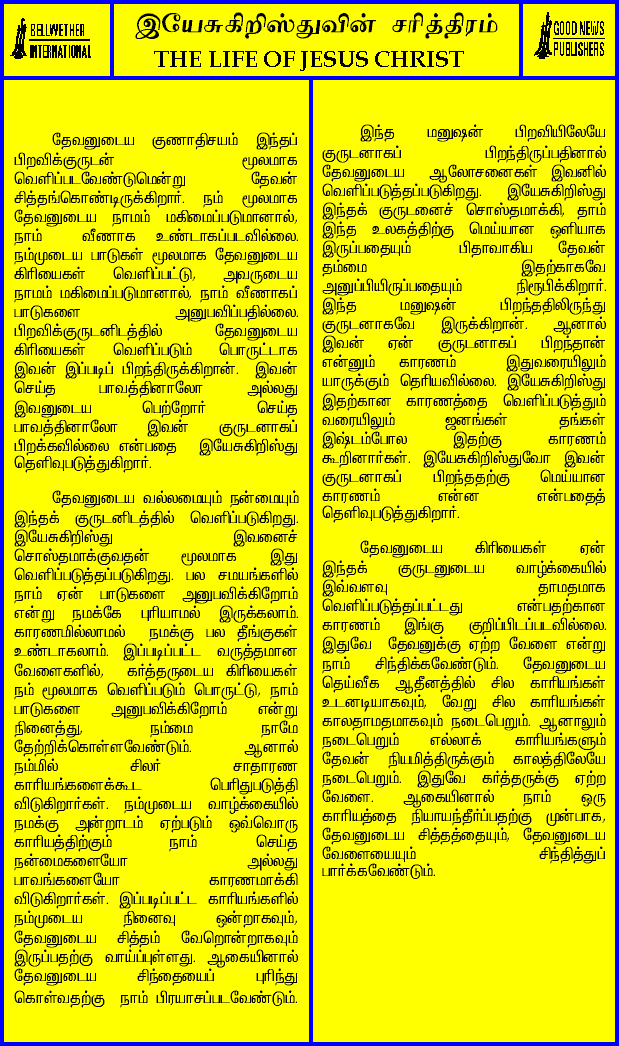 BELLWETHER
INTERNATIONAL
இயேசுகிறிஸ்துவின் சரித்திரம்
THE LIFE OF JESUS CHRIST
GOOD NEWS
PUBLISHERS
தேவனுடைய குணாதிசயம் இந்தப்
பிறவிக்குருடன் மூலமாக
வெளிப்படவேண்டுமென்று தேவன்
சித்தங்கொண்டிருக்கிறார். நம் மூலமாக
தேவனுடைய நாமம் மகிமைப்படுமானால்,
நாம் வீணாக உண்டாகப்படவில்லை.
நம்முடைய பாடுகள் மூலமாக தேவனுடைய
கிரியைகள் வெளிப்பட்டு, அவருடைய
நாமம் மகிமைப்படுமானால், நாம் வீணாகப்
பாடுகளை அனுபவிப்பதில்லை.
பிறவிக்குருடனிடத்தில் தேவனுடைய
கிரியைகள் வெளிப்படும் பொருட்டாக
இவன் இப்படிப் பிறந்திருக்கிறான். இவன்
செய்த பாவத்தினாலோ அல்லது
இவனுடைய பெற்றோர் செய்த
பாவத்தினாலோ இவன் குருடனாகப்
பிறக்கவில்லை என்பதை இயேசுகிறிஸ்து
தெளிவுபடுத்துகிறார்.
தேவனுடைய வல்லமையும் நன்மையும்
இந்தக் குருடனிடத்தில் வெளிப்படுகிறது.
இயேசுகிறிஸ்து இவனைச்
சொஸ்தமாக்குவதன் மூலமாக இது
வெளிப்படுத்தப்படுகிறது. பல சமயங்களில்
நாம் ஏன் பாடுகளை அனுபவிக்கிறோம்
என்று நமக்கே புரியாமல் இருக்கலாம்.
காரணமில்லாமல் நமக்கு பல தீங்குகள்
உண்டாகலாம். இப்படிப்பட்ட வருத்தமான
வேளைகளில், கர்த்தருடைய கிரியைகள்
நம் மூலமாக வெளிப்படும் பொருட்டு, நாம்
பாடுகளை அனுபவிக்கிறோம் என்று
நினைத்து, நம்மை நாமே
தேற்றிக்கொள்ளவேண்டும். ஆனால்
நம்மில் சிலர் சாதாரண
காரியங்களைக்கூட பெரிதுபடுத்தி
விடுகிறார்கள். நம்முடைய வாழ்க்கையில்
நமக்கு அன்றாடம் ஏற்படும் ஒவ்வொரு
காரியத்திற்கும் நாம் செய்த
நன்மைகளையோ அல்லது
பாவங்களையோ காரணமாக்கி
விடுகிறார்கள். இப்படிப்பட்ட காரியங்களில்
நம்முடைய நினைவு ஒன்றாகவும்,
தேவனுடைய சித்தம் வேறொன்றாகவும்
இருப்பதற்கு வாய்ப்புள்ளது. ஆகையினால்
தேவனுடைய சிந்தையைப் புரிந்து
கொள்வதற்கு நாம் பிரயாசப்படவேண்டும்.
இந்த மனுஷன் பிறவியிலேயே
குருடனாகப் பிறந்திருப்பதினால்
தேவனுடைய ஆலோசனைகள் இவனில்
வெளிப்படுத்தப்படுகிறது. இயேசுகிறிஸ்து
இந்தக் குருடனைச் சொஸ்தமாக்கி, தாம்
இந்த உலகத்திற்கு மெய்யான ஒளியாக
இருப்பதையும் பிதாவாகிய தேவன்
தம்மை இதற்காகவே
அனுப்பியிருப்பதையும் நிரூபிக்கிறார்.
இந்த மனுஷன் பிறந்ததிலிருந்து
குருடனாகவே இருக்கிறான். ஆனால்
இவன் ஏன் குருடனாகப் பிறந்தான்
என்னும் காரணம் இதுவரையிலும்
யாருக்கும் தெரியவில்லை. இயேசுகிறிஸ்து
இதற்கான காரணத்தை வெளிப்படுத்தும்
வரையிலும் ஜனங்கள் தங்கள்
இஷ்டம்போல இதற்கு காரணம்
கூறினார்கள். இயேசுகிறிஸ்துவோ இவன்
குருடனாகப் பிறந்ததற்கு மெய்யான
காரணம் என்ன என்பதைத்
தெளிவுபடுத்துகிறார்.
தேவனுடைய கிரியைகள் ஏன்
இந்தக் குருடனுடைய வாழ்க்கையில்
இவ்வளவு தாமதமாக
வெளிப்படுத்தப்பட்டது என்பதற்கான
காரணம் இங்கு குறிப்பிடப்படவில்லை.
இதுவே தேவனுக்கு ஏற்ற வேளை என்று
நாம் சிந்திக்கவேண்டும். தேவனுடைய
தெய்வீக ஆதீனத்தில் சில காரியங்கள்
உடனடியாகவும், வேறு சில காரியங்கள்
காலதாமதமாகவும் நடைபெறும். ஆனாலும்
நடைபெறும் எல்லாக் காரியங்களும்
தேவன் நியமித்திருக்கும் காலத்திலேயே
நடைபெறும். இதுவே கர்த்தருக்கு ஏற்ற
வேளை. ஆகையினால் நாம் ஒரு
காரியத்தை நியாயந்தீர்ப்பதற்கு முன்பாக,
தேவனுடைய சித்தத்தையும், தேவனுடைய
வேளையையும் சிந்தித்துப்
பார்க்கவேண்டும்.